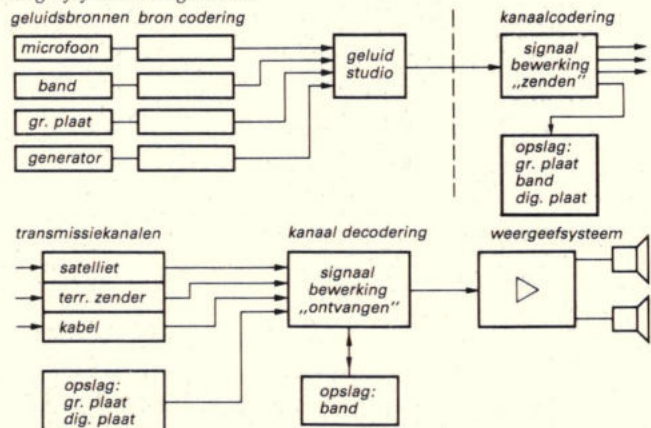 geluidsbronnen bron codering
kanaalcodering
microfoon
band
gr. plaat
generator
geluid
studio
signaal
bewerking
„zenden”
opslag:
gr. plaat
band
dig. plaat
transmissiekanalen
kanaal decodering
weergeefsysteem
satelliet
terr. zender
kabel
signaal
bewerking
„ontvangen”
opslag:
gr. plaat
dig. plaat
opslag:
band